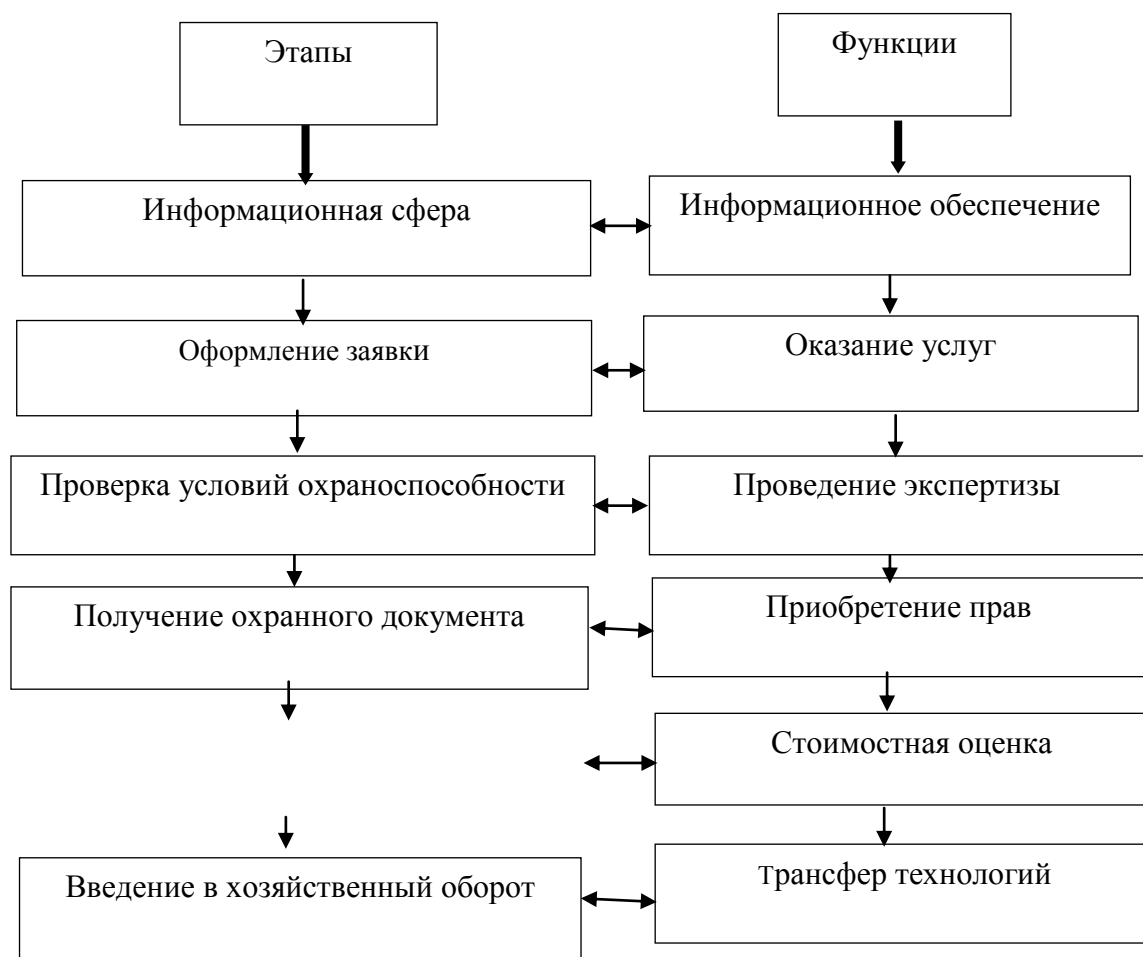 Этапы
Функции
Информационная сфера
Информационное обеспечение
Оформление заявки
Оказание услуг
Проверка условий охраноспособности
Проведение экспертизы
Получение охранного документа
Приобретение прав
Стоимостная оценка
Введение в хозяйственный оборот
Трансфер технологий